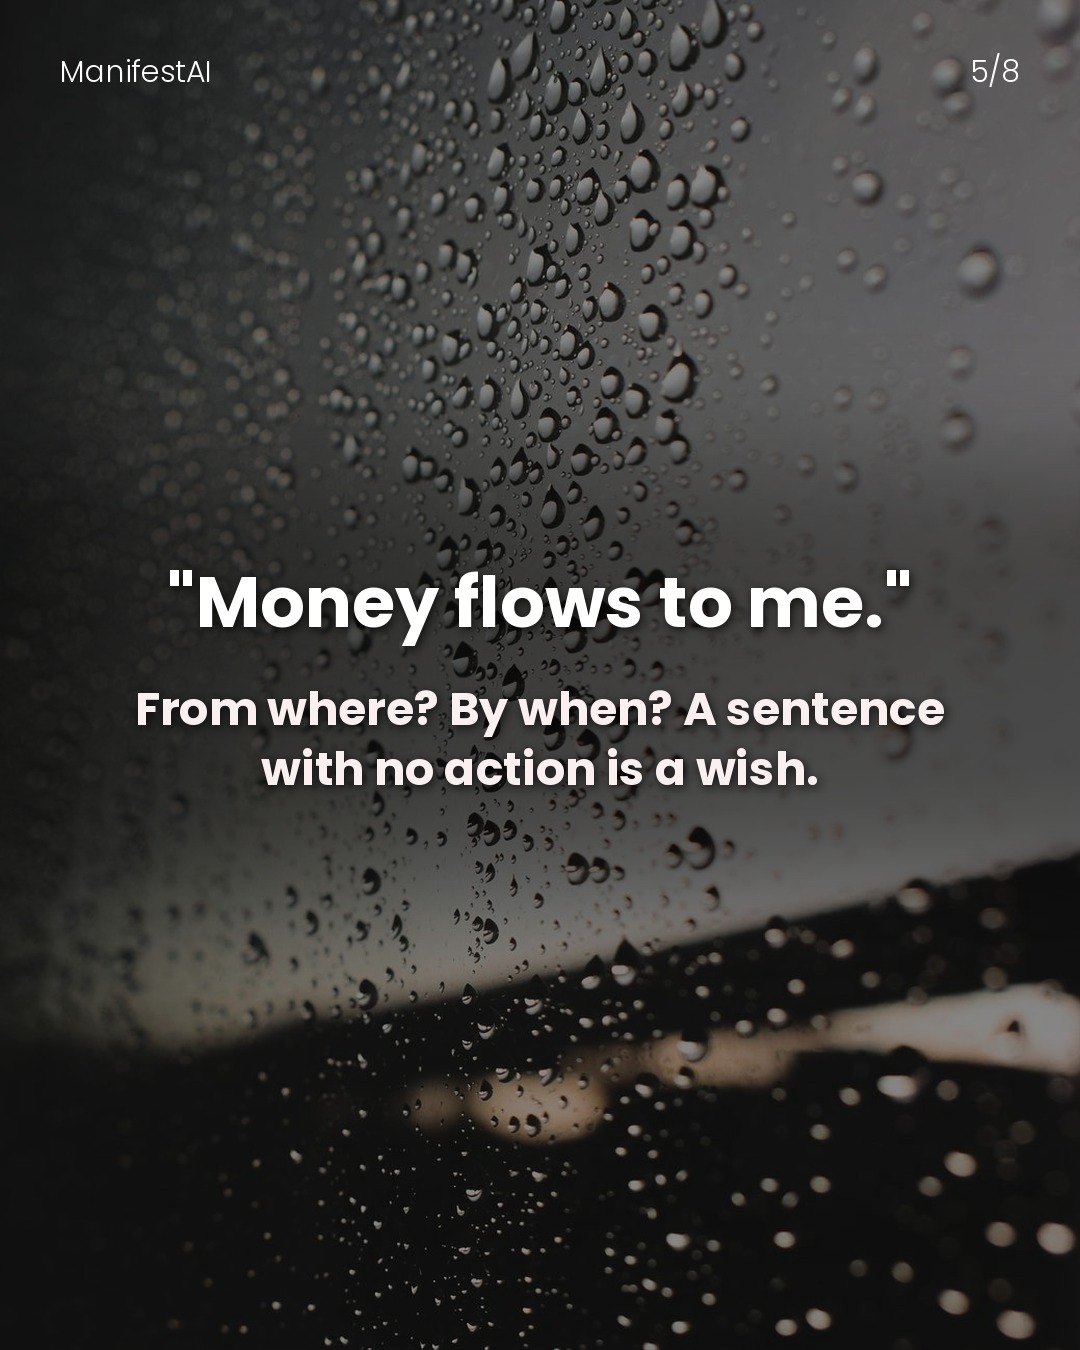 ManifestAI
5/8
"Money flows to me."
From where? By when? A sentence
with no action is a wish.